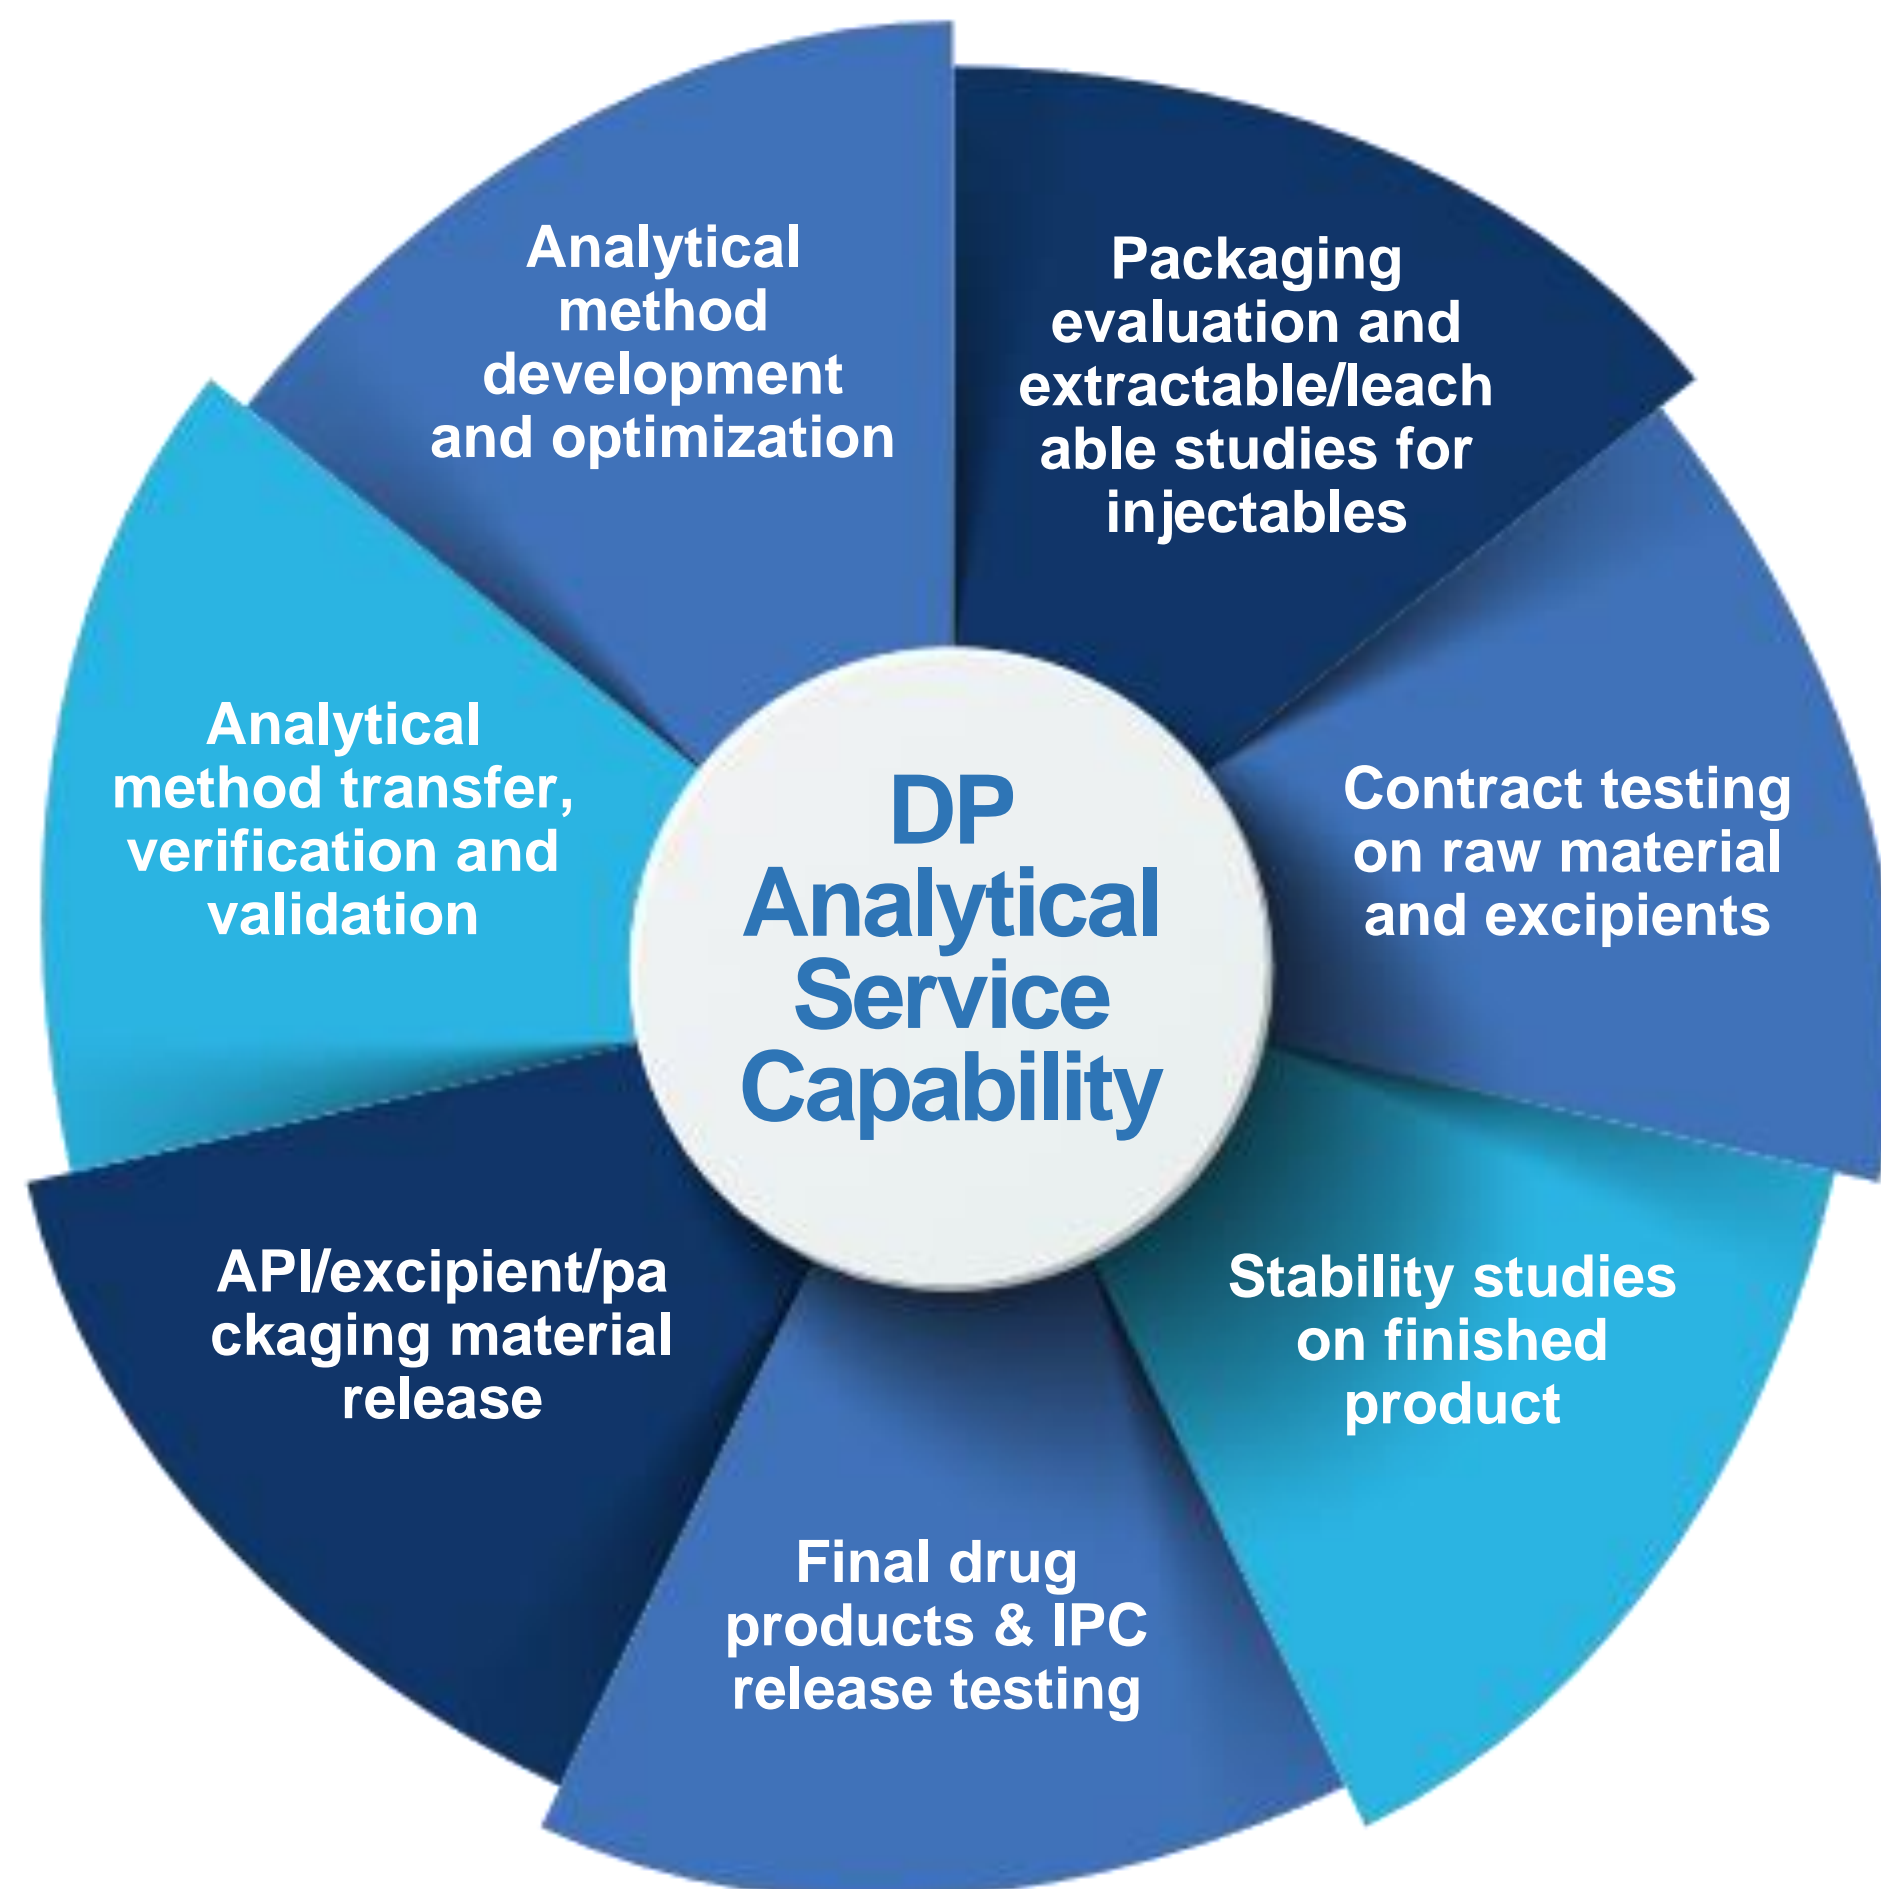 Analytical
method
development
and optimization
Packaging
evaluation and
extractable/leach
able studies for
injectables
Contract testing
on raw material
and excipients
Stability studies
on finished
product
Final drug
products & IPC
release testing
API/excipient/pa
ckaging material
release
Analytical
method transfer,
verification and
validation
DP
Analytical
Service
Capability